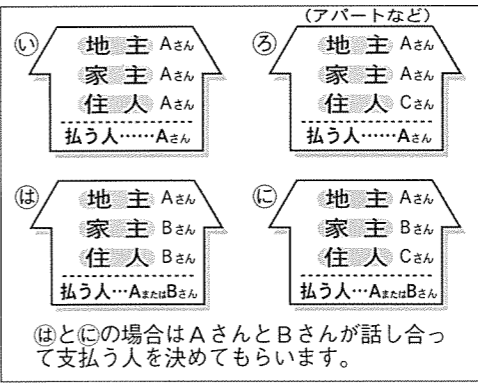 ㋑
地主 Aさん
家主 Aさん
住人 Aさん
払う人……Aさん
(アパートなど)
ろ
地主 Aさん
家主 Aさん
住人 Cさん
払う人……Aさん
は
地主 Aさん
家主 Bさん
住人 Bさん
払う人…AまたはBさん
に
地主 Aさん
家主 Bさん
住人 Cさん
払う人…AまたはBさん
はとにの場合はAさんとBさんが話し合っ
て支払う人を決めてもらいます。